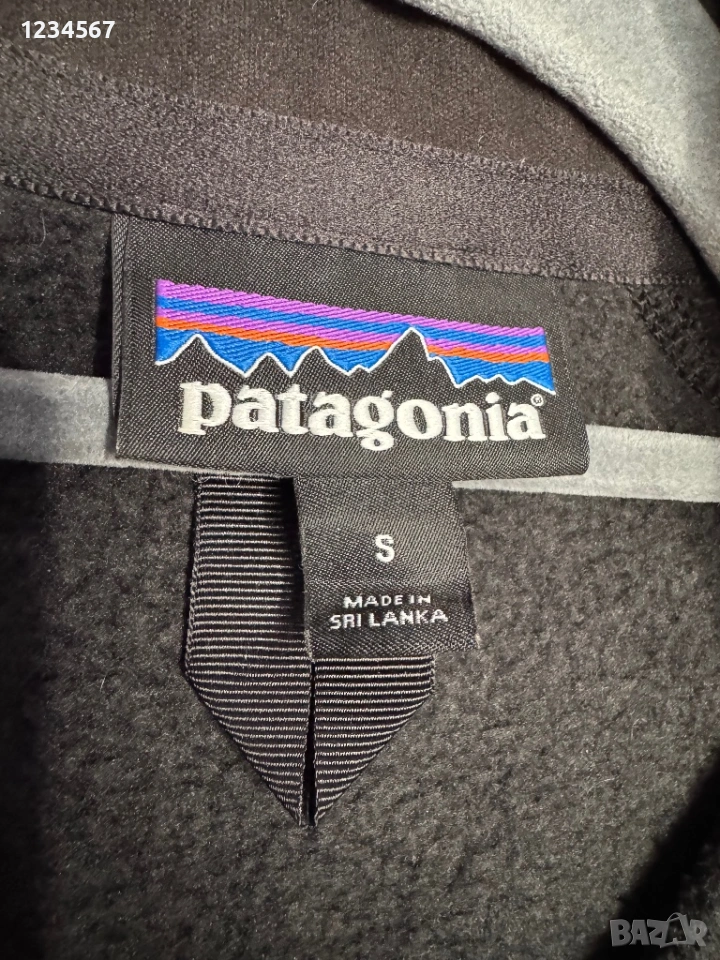 1234567
patagonia®
S
MADE IN
SRI LANKA
BAZAR